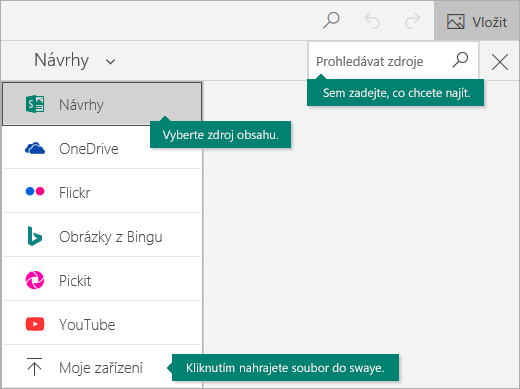 Vložit
Návrhy
Prohledávat zdroje
Sem zadejte, co chcete najít.
Návrhy
Vyberte zdroj obsahu.
OneDrive
Flickr
Obrázky z Bingu
Pickit
YouTube
Moje zařízení
Kliknutím nahrajete soubor do swaye.